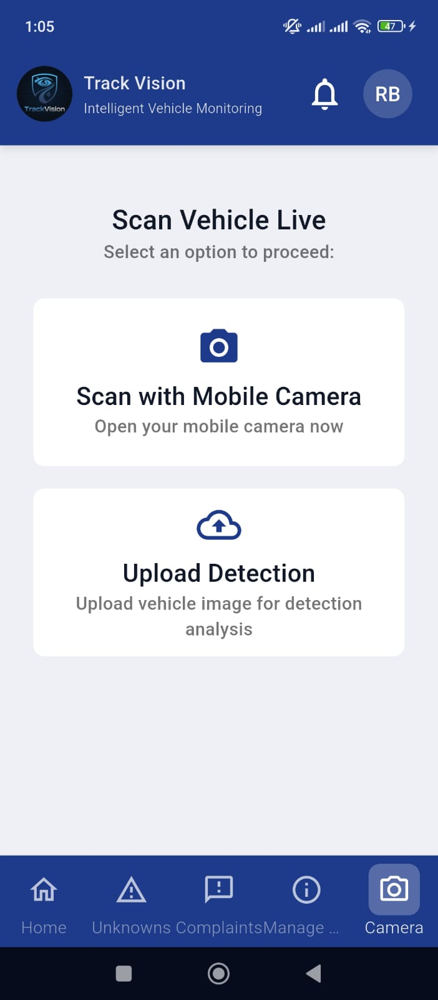 1:05
47
TrackVision
Track Vision
Intelligent Vehicle Monitoring
RB
Scan Vehicle Live
Select an option to proceed:
Scan with Mobile Camera
Open your mobile camera now
Upload Detection
Upload vehicle image for detection
analysis
Home
Unknowns
Complaints
Manage ...
Camera